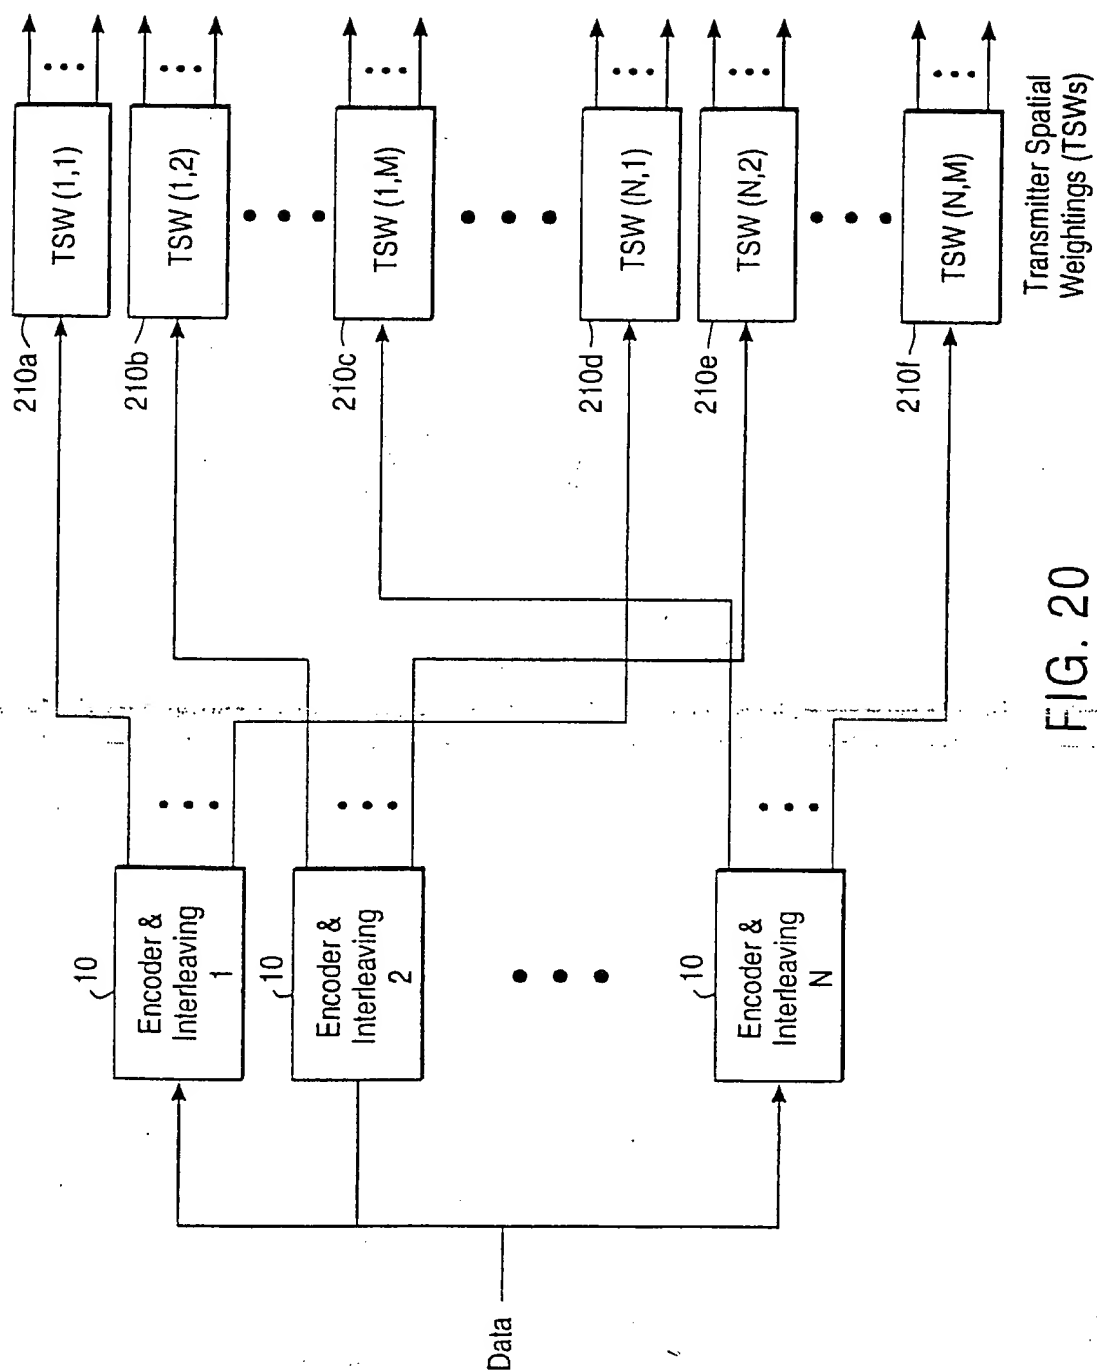 Data
10
Encoder &
Interleaving
1
10
Encoder &
Interleaving
2
10
Encoder &
Interleaving
N
210a
TSW (1,1)
210b
TSW (1,2)
210c
TSW (1,M)
210d
TSW (N,1)
210e
TSW (N,2)
210f
TSW (N,M)
Transmitter Spatial
Weightings (TSWs)
FIG. 20